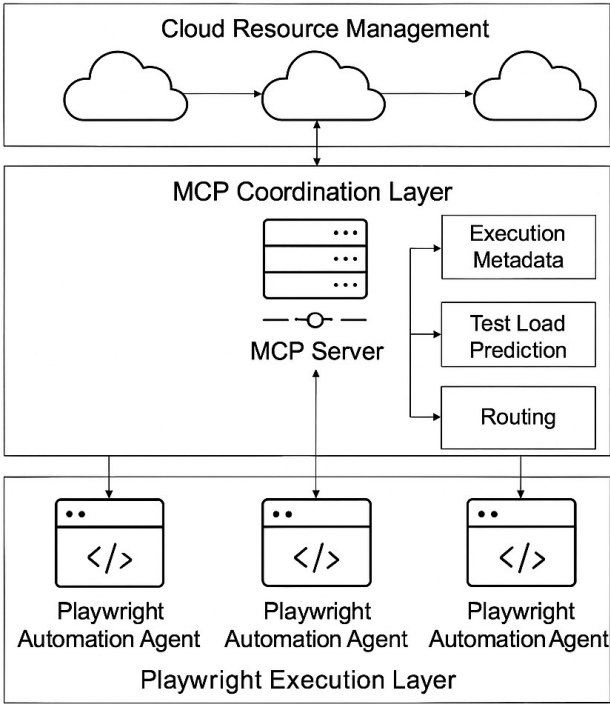 Cloud Resource Management
MCP Coordination Layer
MCP Server
Execution
Metadata
Test Load
Prediction
Routing
</>
</>
</>
Playwright
Automation Agent
Playwright
Automation Agent
Playwright
Automation Agent
Playwright Execution Layer